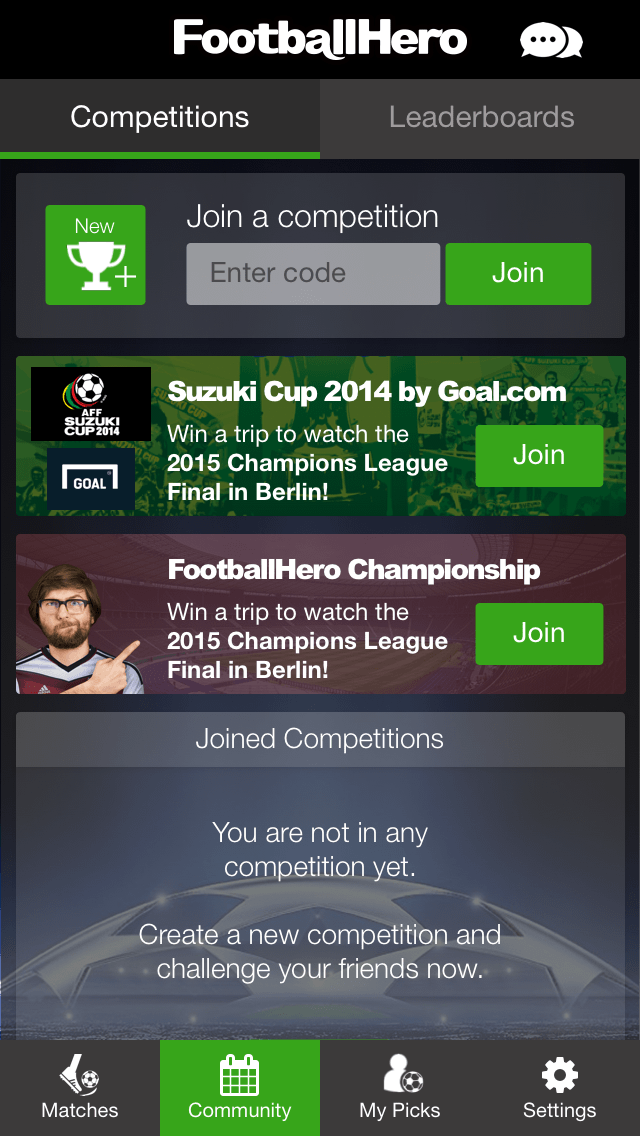 FootballHero
Competitions
Leaderboards
New
Join a competition
Enter code
Join
AFF
SUZUKI
CUP2014
GOAL
Suzuki Cup 2014 by Goal.com
Win a trip to watch the
2015 Champions League
Final in Berlin!
Join
FootballHero Championship
Win a trip to watch the
2015 Champions League
Final in Berlin!
Join
Joined Competitions
You are not in any
competition yet.
Create a new competition and
challenge your friends now.
Matches
Community
My Picks
Settings